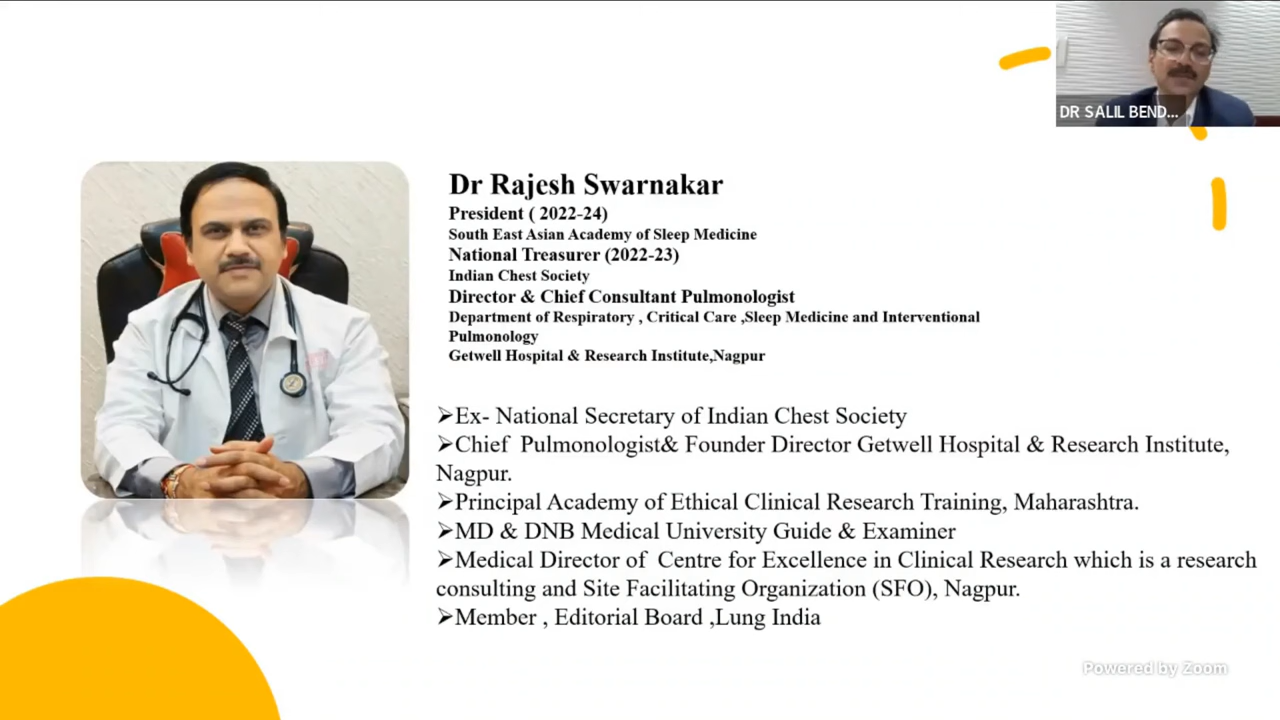 DR SALIL BEND...
Dr Rajesh Swarnakar
President ( 2022-24)
South East Asian Academy of Sleep Medicine
National Treasurer (2022-23)
Indian Chest Society
Director & Chief Consultant Pulmonologist
Department of Respiratory , Critical Care ,Sleep Medicine and Interventional
Pulmonology
Getwell Hospital & Research Institute,Nagpur
➢Ex- National Secretary of Indian Chest Society
➢Chief Pulmonologist& Founder Director Getwell Hospital & Research Institute,
Nagpur.
➢Principal Academy of Ethical Clinical Research Training, Maharashtra.
➢MD & DNB Medical University Guide & Examiner
➢Medical Director of Centre for Excellence in Clinical Research which is a research
consulting and Site Facilitating Organization (SFO), Nagpur.
➢Member , Editorial Board ,Lung India
Powered by Zoom